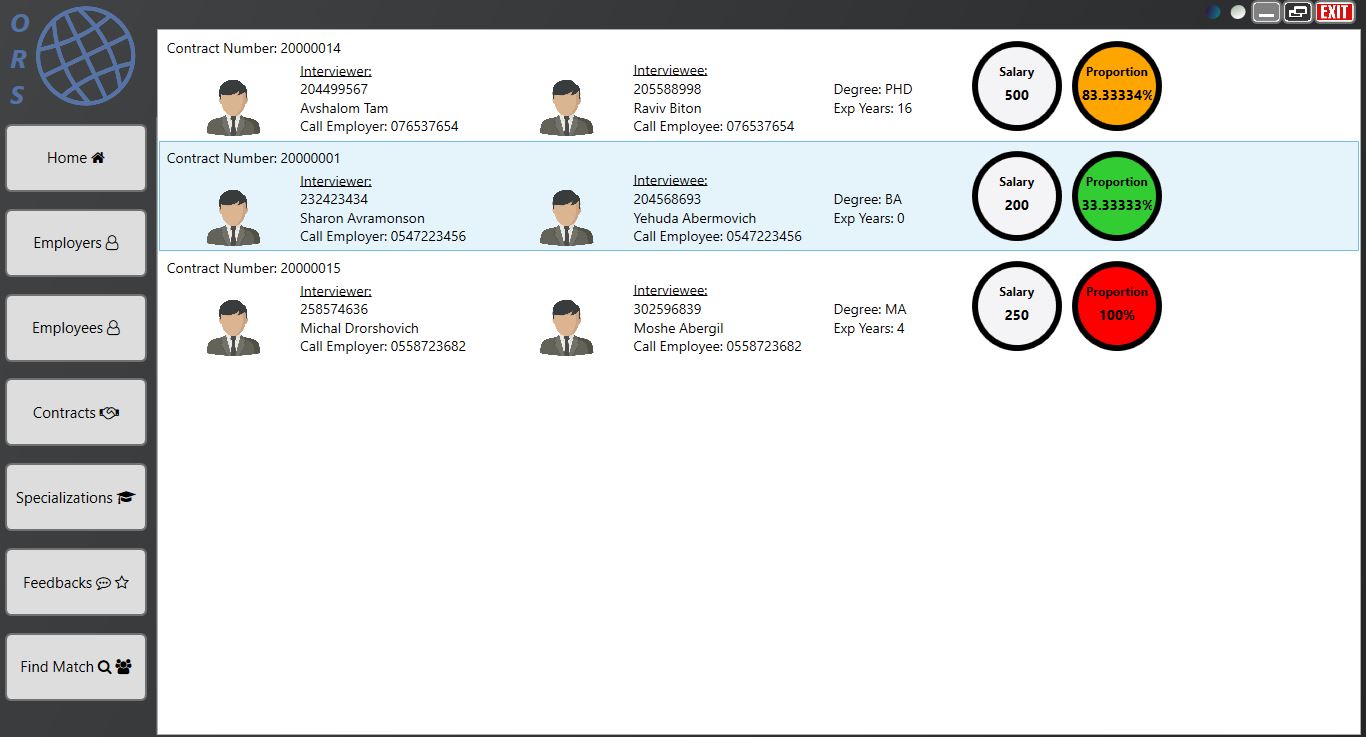 O
R
S
EXIT
Home
Employers
Employees
Contracts
Specializations
Feedbacks
Find Match
Contract Number: 20000014
Interviewer:
204499567
Avshalom Tam
Call Employer: 076537654
Interviewee:
205588998
Raviv Biton
Call Employee: 076537654
Degree: PHD
Exp Years: 16
Salary
500
Proportion
83.33334%
Contract Number: 20000001
Interviewer:
232423434
Sharon Avramonson
Call Employer: 0547223456
Interviewee:
204568693
Yehuda Abermovich
Call Employee: 0547223456
Degree: BA
Exp Years: 0
Salary
200
Proportion
33.33333%
Contract Number: 20000015
Interviewer:
258574636
Michal Drorshovich
Call Employer: 0558723682
Interviewee:
302596839
Moshe Abergil
Call Employee: 0558723682
Degree: MA
Exp Years: 4
Salary
250
Proportion
100%